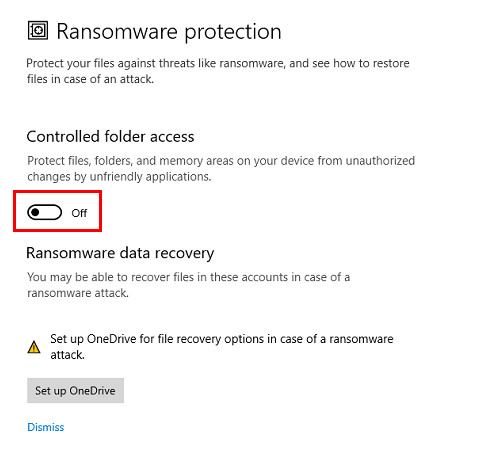 Ransomware protection
Protect your files against threats like ransomware, and see how to restore
files in case of an attack.
Controlled folder access
Protect files, folders, and memory areas on your device from unauthorized
changes by unfriendly applications.
Off
Ransomware data recovery
You may be able to recover files in these accounts in case of a
ransomware attack.
Set up OneDrive for file recovery options in case of a ransomware
attack.
Set up OneDrive
Dismiss